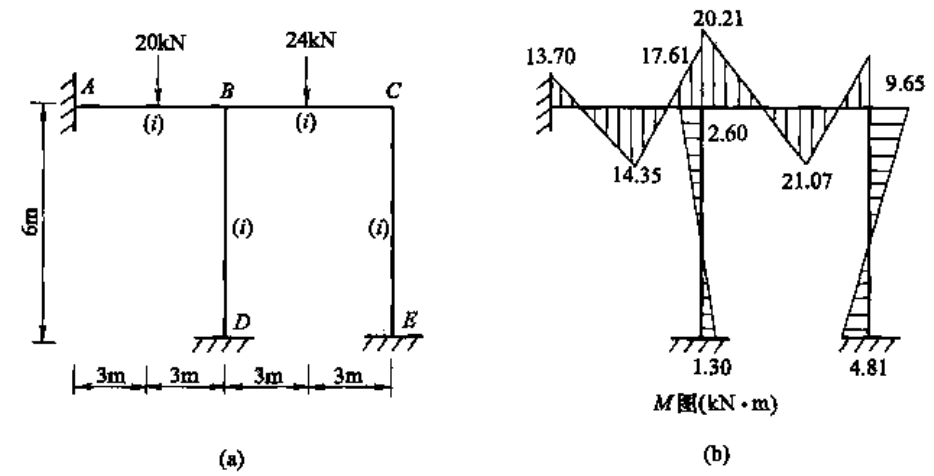 20kN
24kN
A
B
C
(i)
(i)
6m
(i)
(i)
D
E
3m
3m
3m
3m
(a)
20.21
13.70
17.61
9.65
2.60
14.35
21.07
1.30
4.81
M图(kN·m)
(b)